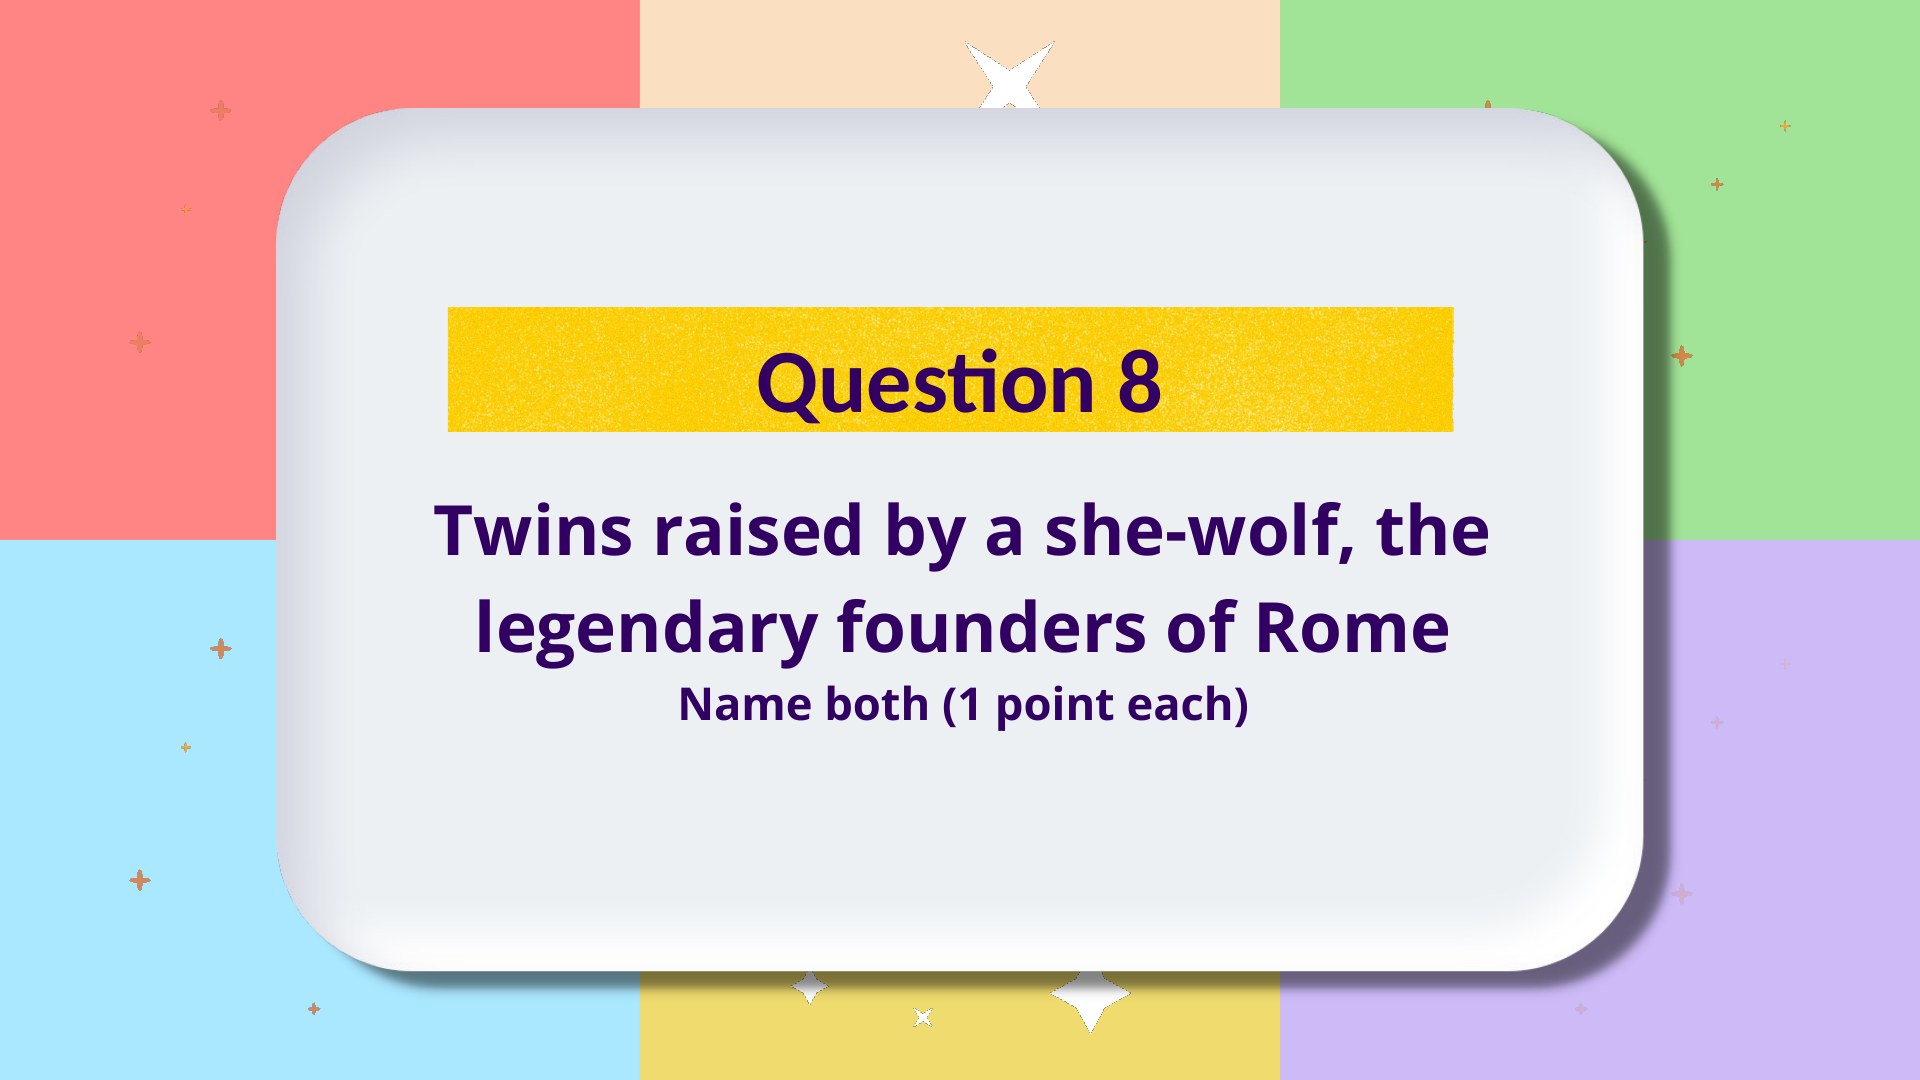 Question 8
Twins raised by a she-wolf, the
legendary founders of Rome
Name both (1 point each)